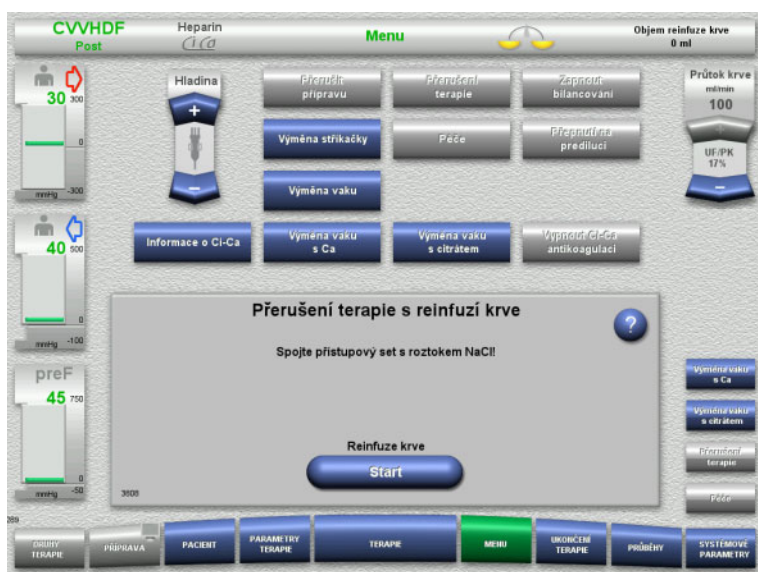 CVVHDF
Post
Heparin
Ci Ca
Menu
Objem reinfuze krve
0 ml
30
300
0
mmHg
-300
40
500
0
mmHg
-100
preF
45
750
0
mmHg
-50
Hladina
+
−
Přerušit
přípravu
Přerušení
terapie
Zapnout
bilancování
Výměna stříkačky
Péče
Přepnutí na
prediluci
Výměna vaku
Informace o Ci-Ca
Výměna vaku
s Ca
Výměna vaku
s citrátem
Vypnout Ci-Ca
antikoagulaci
Průtok krve
ml/min
100
+
UF/PK
17%
−
Přerušení terapie s reinfuzí krve
?
Spojte přístupový set s roztokem NaCl!
Reinfuze krve
Start
3608
Výměna vaku
s Ca
Výměna vaku
s citrátem
Přerušení
terapie
Péče
289
DRUHY
TERAPIE
PŘÍPRAVA
PACIENT
PARAMETRY
TERAPIE
TERAPIE
MENU
UKONČENÍ
TERAPIE
PRŮBĚHY
SYSTÉMOVÉ
PARAMETRY